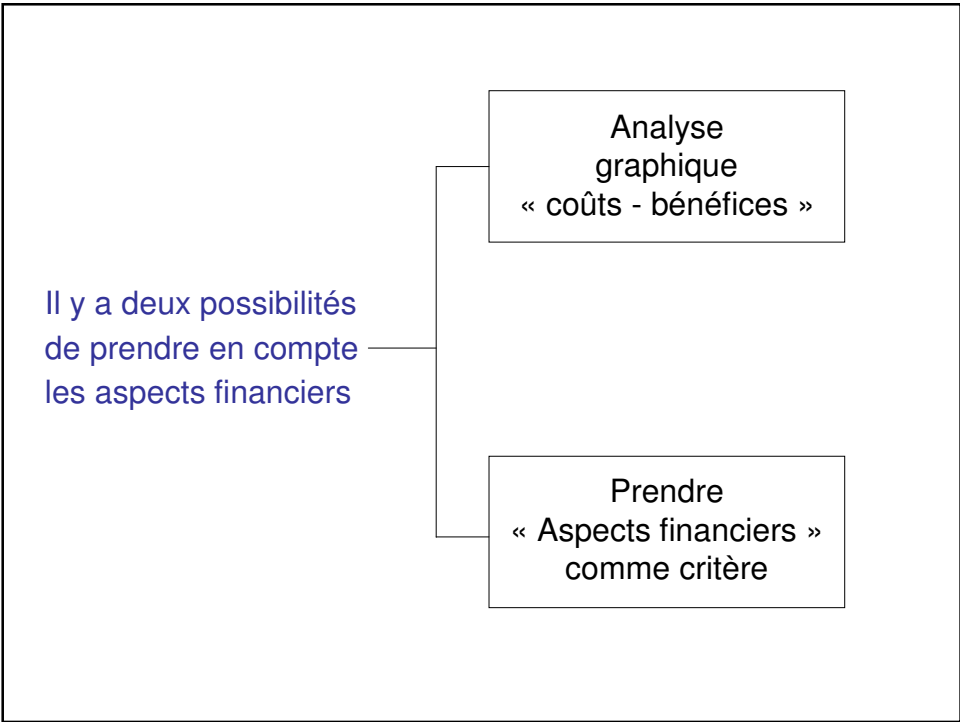 Il y a deux possibilités
de prendre en compte
les aspects financiers
Analyse
graphique
« coûts - bénéfices »
Prendre
« Aspects financiers »
comme critère